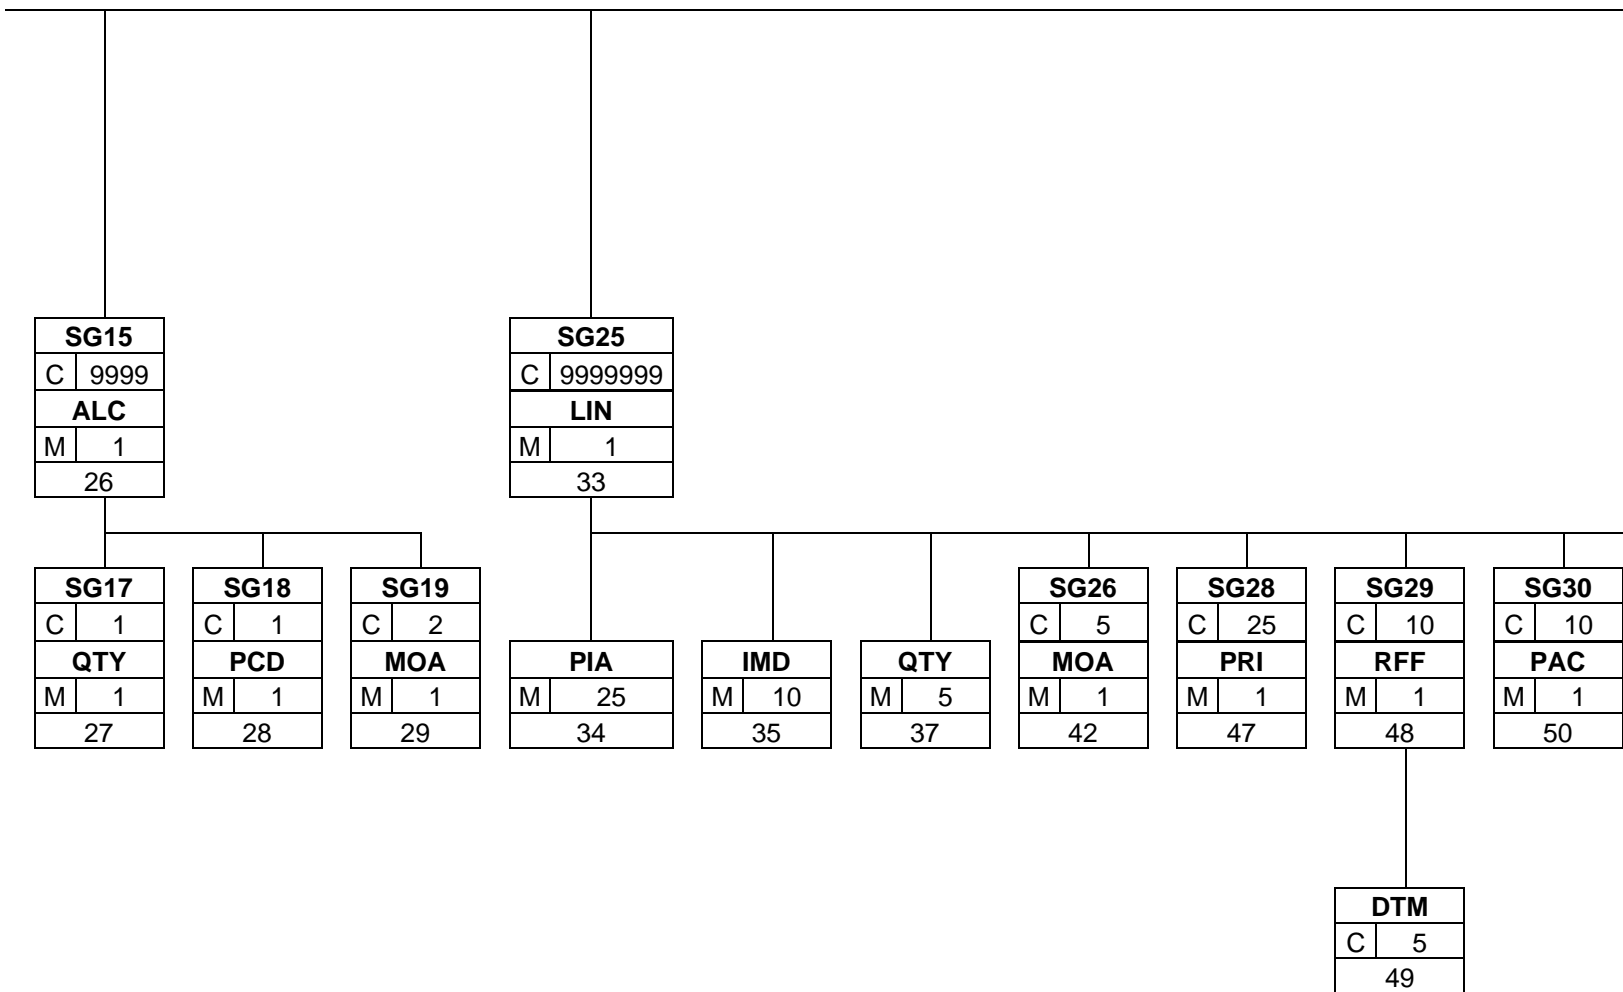 SG15
C 9999
ALC
M 1
26
SG25
C 9999999
LIN
M 1
33
SG17
C 1
QTY
M 1
27
SG18
C 1
PCD
M 1
28
SG19
C 2
MOA
M 1
29
PIA
M 25
34
IMD
M 10
35
QTY
M 5
37
SG26
C 5
MOA
M 1
42
SG28
C 25
PRI
M 1
47
SG29
C 10
RFF
M 1
48
SG30
C 10
PAC
M 1
50
DTM
C 5
49